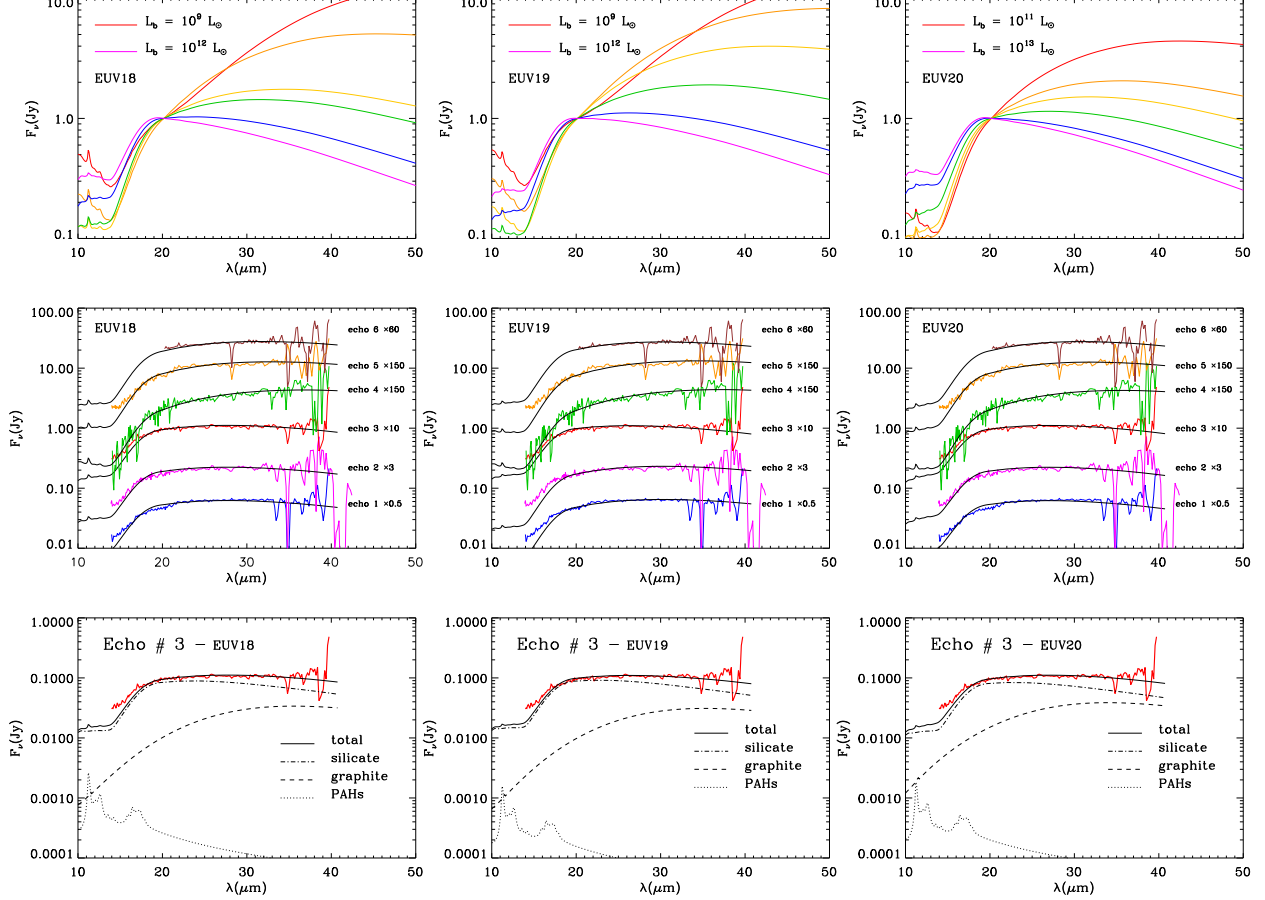 10.0
1.0
0.1
F_ν(Jy)
L_b = 10^9 L_⊙
L_b = 10^12 L_⊙
EUV18
10 20 30 40 50
λ(μm)
10.0
1.0
0.1
F_ν(Jy)
L_b = 10^9 L_⊙
L_b = 10^12 L_⊙
EUV19
10 20 30 40 50
λ(μm)
10.0
1.0
0.1
F_ν(Jy)
L_b = 10^11 L_⊙
L_b = 10^13 L_⊙
EUV20
10 20 30 40 50
λ(μm)
100.00
10.00
1.00
0.10
0.01
F_ν(Jy)
EUV18
echo 6 ×60
echo 5 ×150
echo 4 ×150
echo 3 ×10
echo 2 ×3
echo 1 ×0.5
10 20 30 40 50
λ(μm)
100.00
10.00
1.00
0.10
0.01
F_ν(Jy)
EUV19
echo 6 ×60
echo 5 ×150
echo 4 ×150
echo 3 ×10
echo 2 ×3
echo 1 ×0.5
10 20 30 40 50
λ(μm)
100.00
10.00
1.00
0.10
0.01
F_ν(Jy)
EUV20
echo 6 ×60
echo 5 ×150
echo 4 ×150
echo 3 ×10
echo 2 ×3
echo 1 ×0.5
10 20 30 40 50
λ(μm)
1.0000
0.1000
0.0100
0.0010
0.0001
F_ν(Jy)
Echo # 3 – EUV18
total
silicate
graphite
PAHs
10 20 30 40 50
λ(μm)
1.0000
0.1000
0.0100
0.0010
0.0001
F_ν(Jy)
Echo # 3 – EUV19
total
silicate
graphite
PAHs
10 20 30 40 50
λ(μm)
1.0000
0.1000
0.0100
0.0010
0.0001
F_ν(Jy)
Echo # 3 – EUV20
total
silicate
graphite
PAHs
10 20 30 40 50
λ(μm)